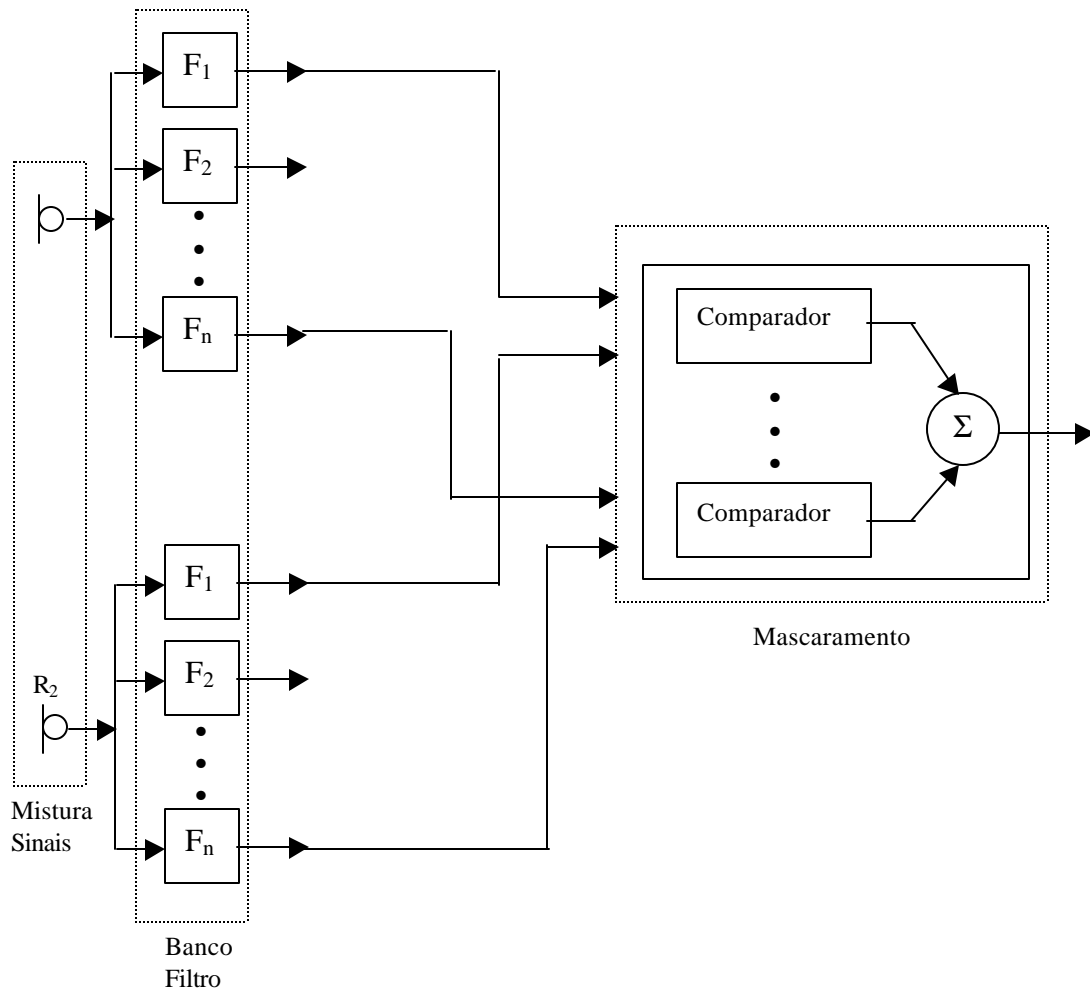 F1
F2
Fn
Comparador
Σ
Comparador
F1
Mascaramento
F2
R2
Fn
Mistura
Sinais
Banco
Filtro